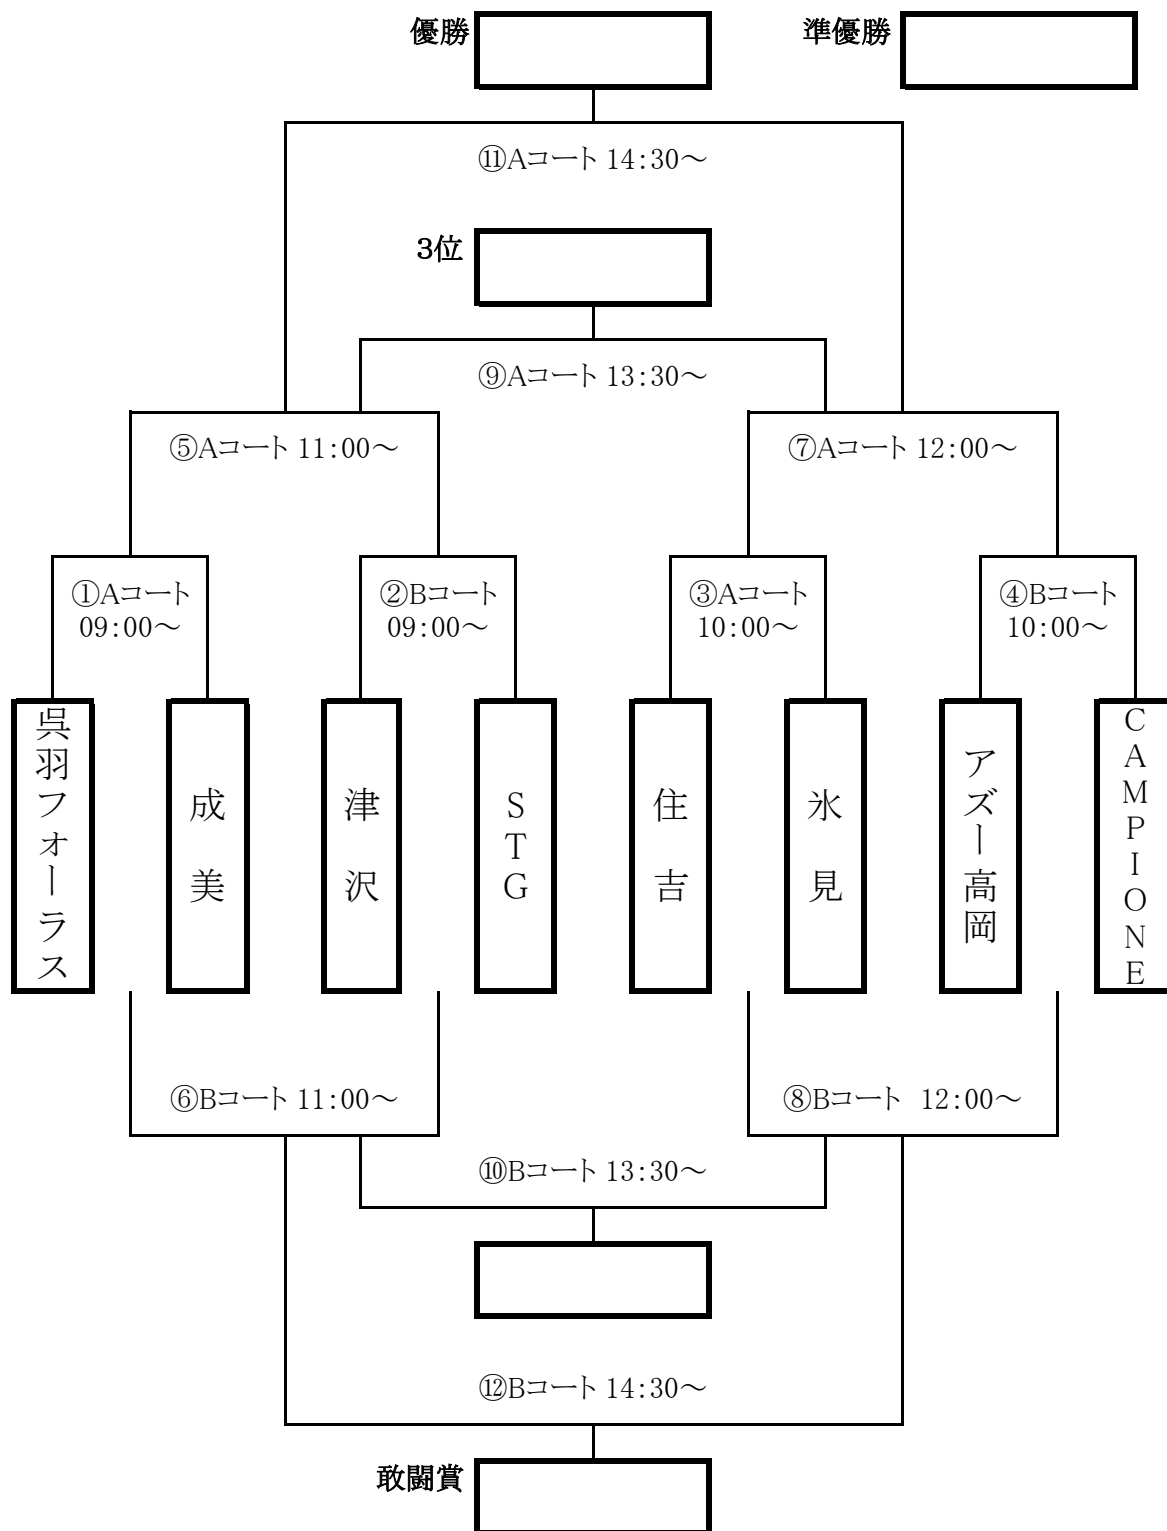 優勝
準優勝
⑪Aコート 14:30～
3位
⑨Aコート 13:30～
⑤Aコート 11:00～
⑦Aコート 12:00～
①Aコート
09:00～
②Bコート
09:00～
③Aコート
10:00～
④Bコート
10:00～
呉羽フォーラス
成美
津沢
STG
住吉
氷見
アズー高岡
CAMPIONE
⑥Bコート 11:00～
⑧Bコート 12:00～
⑩Bコート 13:30～
⑫Bコート 14:30～
敢闘賞